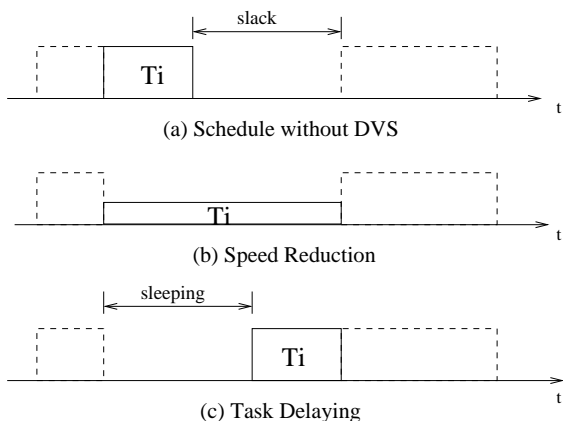 slack
Ti
t
(a) Schedule without DVS
Ti
t
(b) Speed Reduction
sleeping
Ti
t
(c) Task Delaying